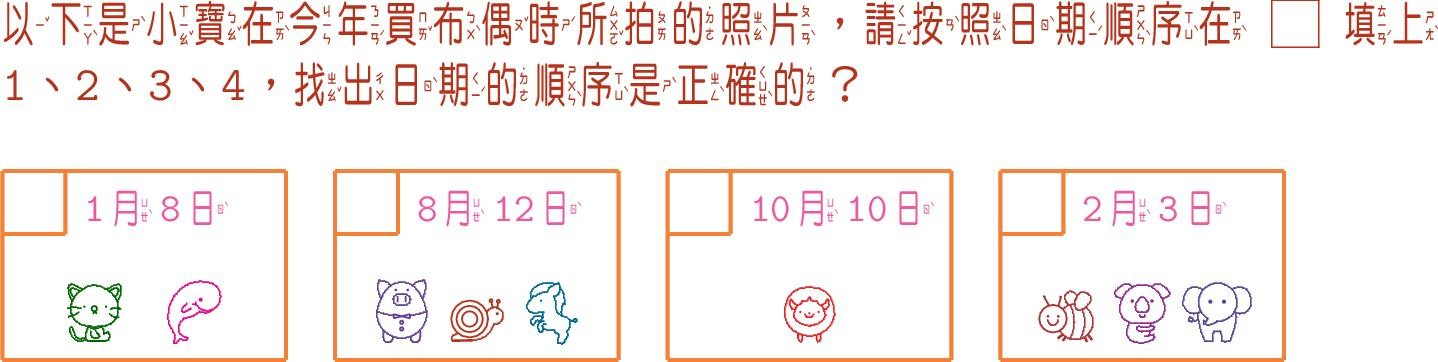 以下是小寶在今年買布偶時所拍的照片，請按照日期順序在 □ 填上
1、2、3、4，找出日期的順序是正確的？
1月8日
8月12日
10月10日
2月3日